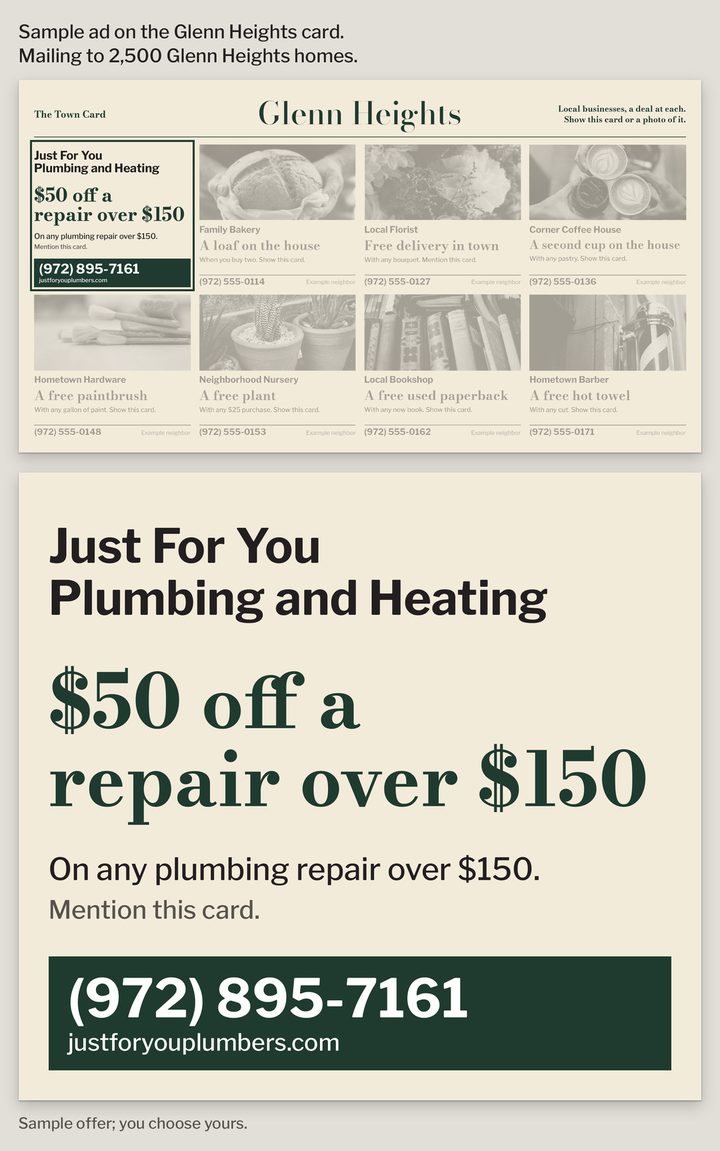 Sample ad on the Glenn Heights card.
Mailing to 2,500 Glenn Heights homes.
The Town Card
Glenn Heights
Local businesses, a deal at each.
Show this card or a photo of it.
Just For You
Plumbing and Heating
$50 off a
repair over $150
On any plumbing repair over $150.
Mention this card.
(972) 895-7161
justforyouplumbers.com
Family Bakery
A loaf on the house
When you buy two. Show this card.
(972) 555-0114
Example neighbor
Local Florist
Free delivery in town
With any bouquet. Mention this card.
(972) 555-0127
Example neighbor
Corner Coffee House
A second cup on the house
With any pastry. Show this card.
(972) 555-0136
Example neighbor
Hometown Hardware
A free paintbrush
With any gallon of paint. Show this card.
(972) 555-0148
Example neighbor
Neighborhood Nursery
A free plant
With any $25 purchase. Show this card.
(972) 555-0153
Example neighbor
Local Bookshop
A free used paperback
With any new book. Show this card.
(972) 555-0162
Example neighbor
Hometown Barber
A free hot towel
With any cut. Show this card.
(972) 555-0171
Example neighbor
Just For You
Plumbing and Heating
$50 off a
repair over $150
On any plumbing repair over $150.
Mention this card.
(972) 895-7161
justforyouplumbers.com
Sample offer; you choose yours.